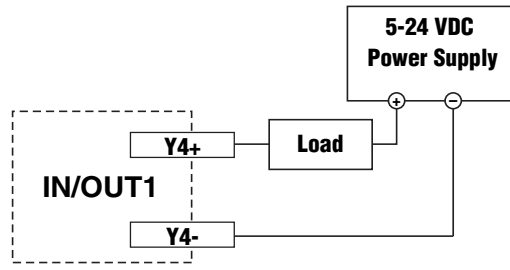 5-24 VDC
Power Supply
+
−
Y4+
Load
IN/OUT1
Y4-